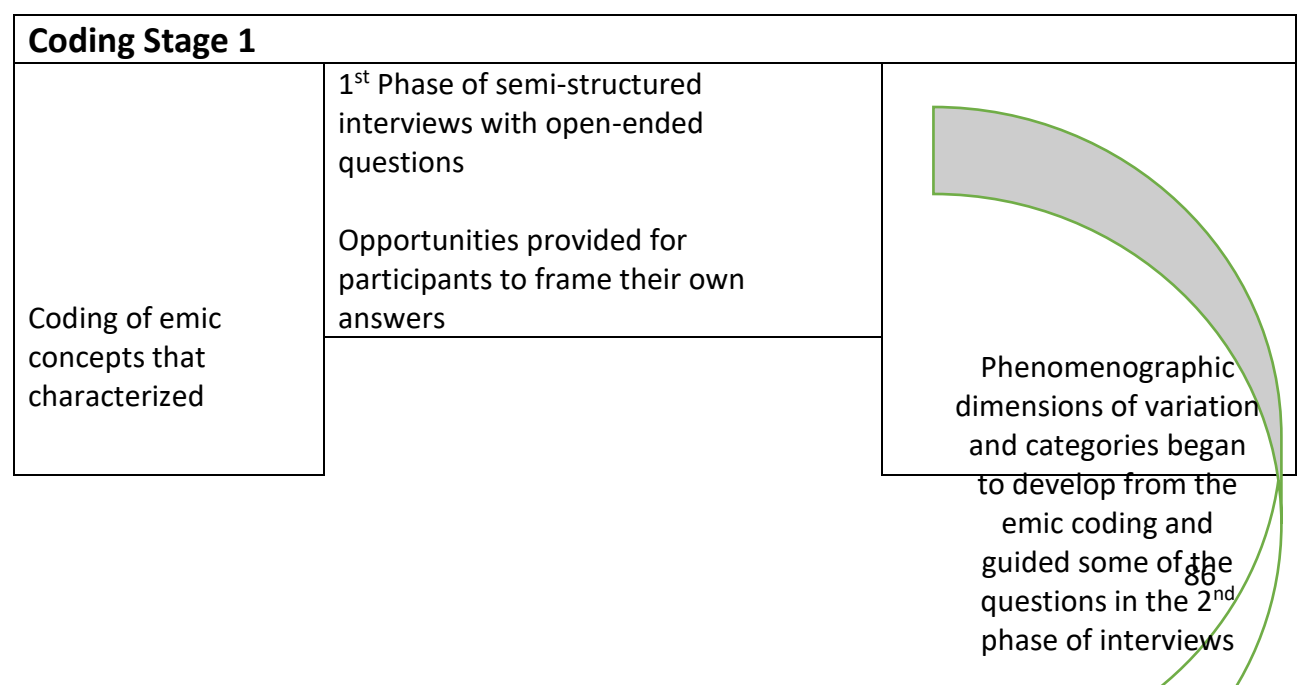 Coding Stage 1
Coding of emic
concepts that
characterized
1st Phase of semi-structured
interviews with open-ended
questions
Opportunities provided for
participants to frame their own
answers
Phenomenographic
dimensions of variation
and categories began
to develop from the
emic coding and
guided some of the
questions in the 2nd
phase of interviews
86